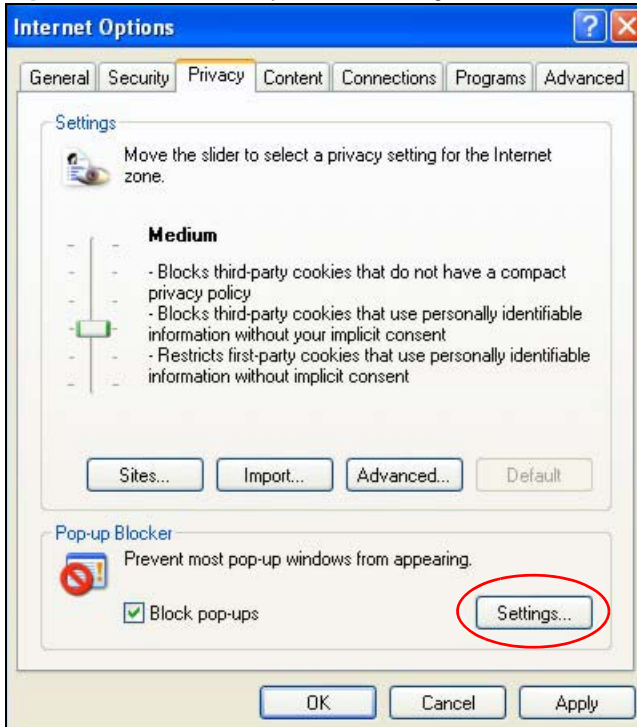 Internet Options
General Security Privacy Content Connections Programs Advanced
Settings
Move the slider to select a privacy setting for the Internet
zone.
Medium
- Blocks third-party cookies that do not have a compact
privacy policy
- Blocks third-party cookies that use personally identifiable
information without your implicit consent
- Restricts first-party cookies that use personally identifiable
information without implicit consent
Sites... Import... Advanced... Default
Pop-up Blocker
Prevent most pop-up windows from appearing.
Block pop-ups Settings...
OK Cancel Apply